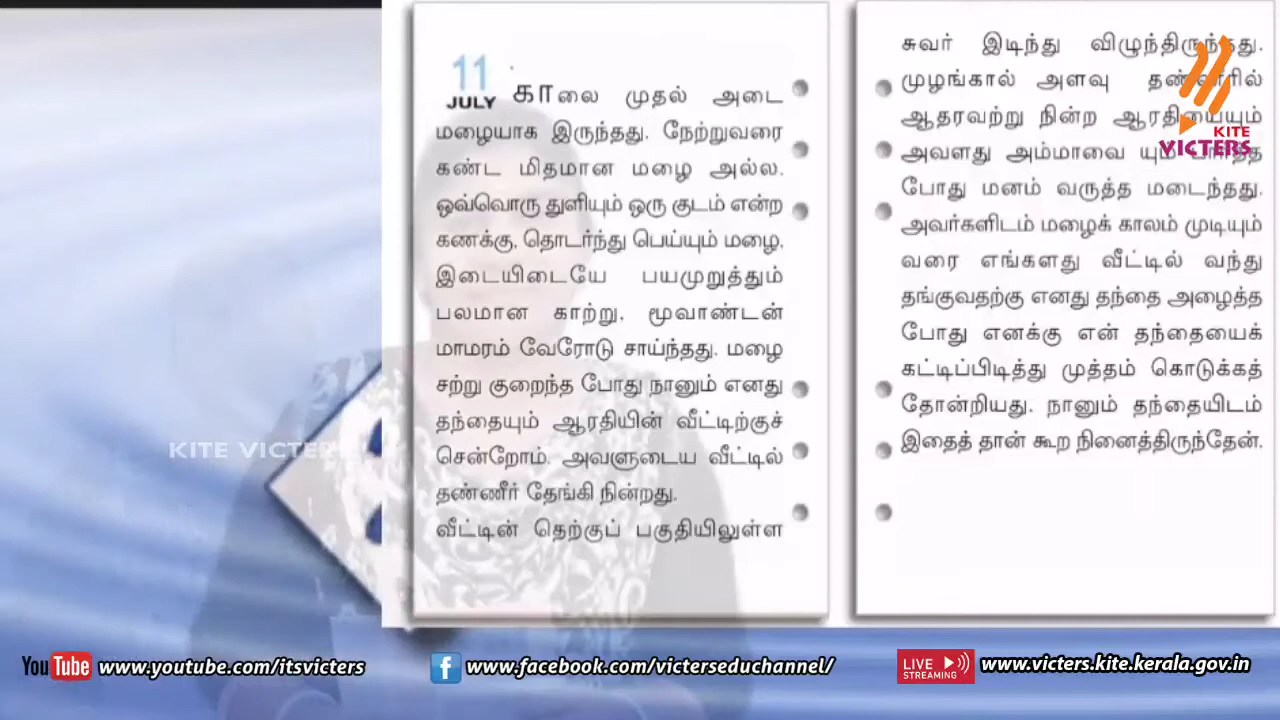 11
JULY
காலை முதல் அடை
மழையாக இருந்தது. நேற்றுவரை
கண்ட மிதமான மழை அல்ல.
ஒவ்வொரு துளியும் ஒரு குடம் என்ற
கணக்கு, தொடர்ந்து பெய்யும் மழை,
இடையிடையே பயமுறுத்தும்
பலமான காற்று, மூவாண்டன்
மாமரம் வேரோடு சாய்ந்தது. மழை
சற்று குறைந்த போது நானும் எனது
தந்தையும் ஆரதியின் வீட்டிற்குச்
சென்றோம். அவளுடைய வீட்டில்
தண்ணீர் தேங்கி நின்றது.
வீட்டின் தெற்குப் பகுதியிலுள்ள
சுவர் இடிந்து விழுந்திருந்தது.
முழங்கால் அளவு தண்ணீரில்
ஆதரவற்று நின்ற ஆரதியையும்
அவளது அம்மாவை யும் பார்த்த
போது மனம் வருத்த மடைந்தது.
அவர்களிடம் மழைக் காலம் முடியும்
வரை எங்களது வீட்டில் வந்து
தங்குவதற்கு எனது தந்தை அழைத்த
போது எனக்கு என் தந்தையைக்
கட்டிப்பிடித்து முத்தம் கொடுக்கத்
தோன்றியது. நானும் தந்தையிடம்
இதைத் தான் கூற நினைத்திருந்தேன்.
KITE
VICTERS
KITE VICTERS
YouTube www.youtube.com/itsvicters
f www.facebook.com/victerseduchannel/
LIVE
STREAMING
www.victers.kite.kerala.gov.in